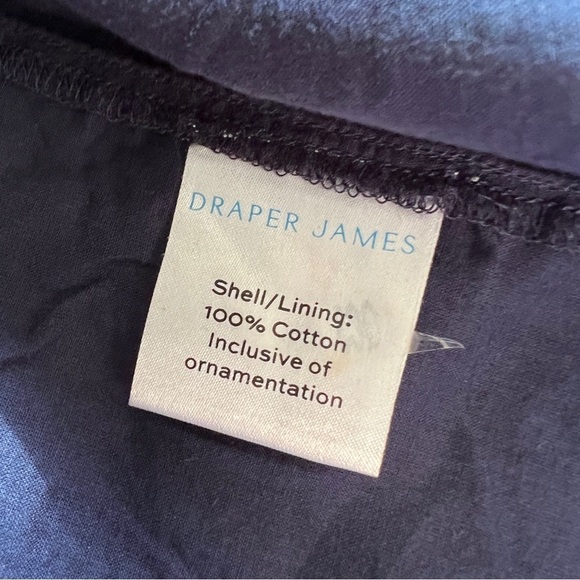 DRAPER JAMES
Shell/Lining:
100% Cotton
Inclusive of
ornamentation